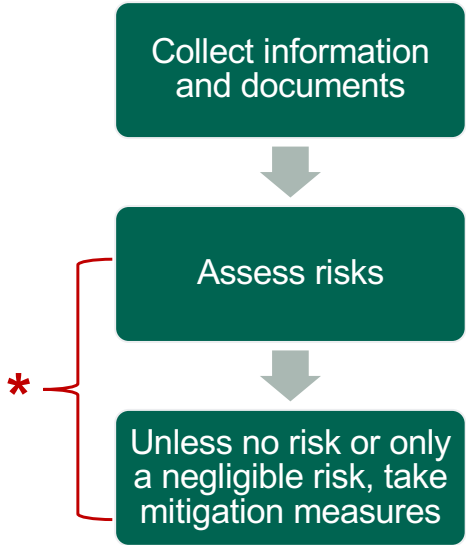 Collect information
and documents
Assess risks
*
Unless no risk or only
a negligible risk, take
mitigation measures